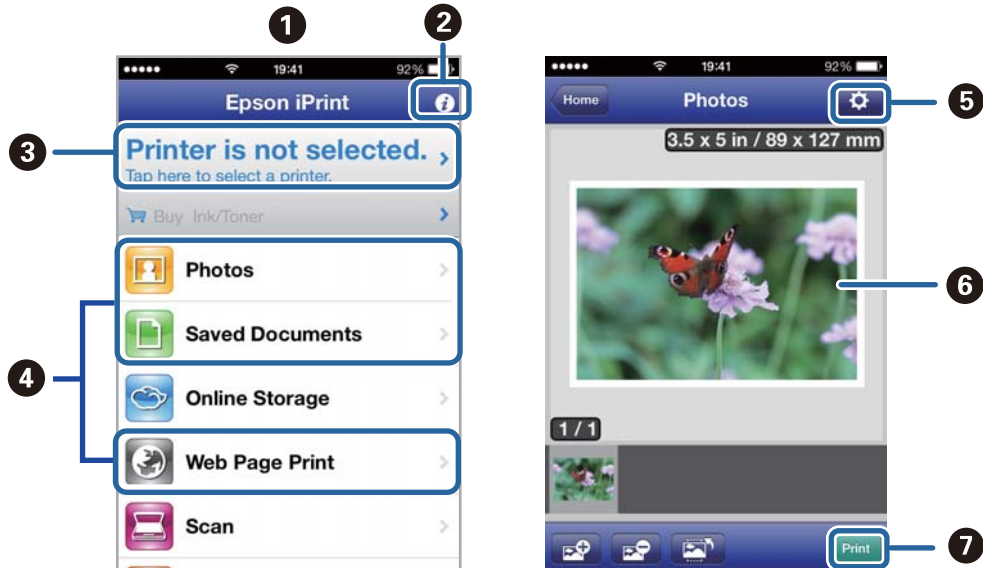 1
2
19:41
92%
Epson iPrint
i
3
Printer is not selected.
Tap here to select a printer.
Buy Ink/Toner
Photos
Saved Documents
4
Online Storage
Web Page Print
Scan
19:41
92%
Home
Photos
5
3.5 x 5 in / 89 x 127 mm
6
1 / 1
Print
7